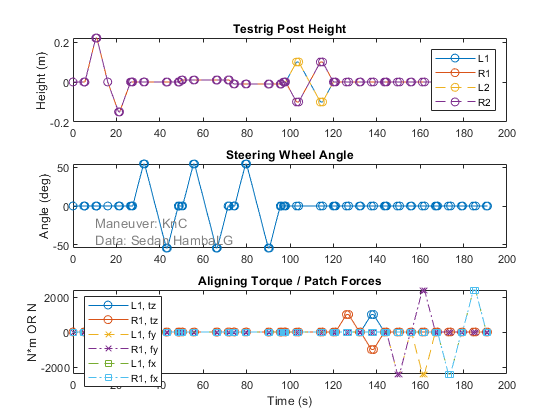 Testrig Post Height
Height (m)
0.2
0
-0.2
0 20 40 60 80 100 120 140 160 180 200
L1
R1
L2
R2
Steering Wheel Angle
Angle (deg)
50
0
-50
0 20 40 60 80 100 120 140 160 180 200
Maneuver: KnC
Data: Sedan HambaLG
Aligning Torque / Patch Forces
N*m OR N
2000
0
-2000
0 20 40 60 80 100 120 140 160 180 200
L1, tz
R1, tz
L1, fy
R1, fy
L1, fx
R1, fx
Time (s)